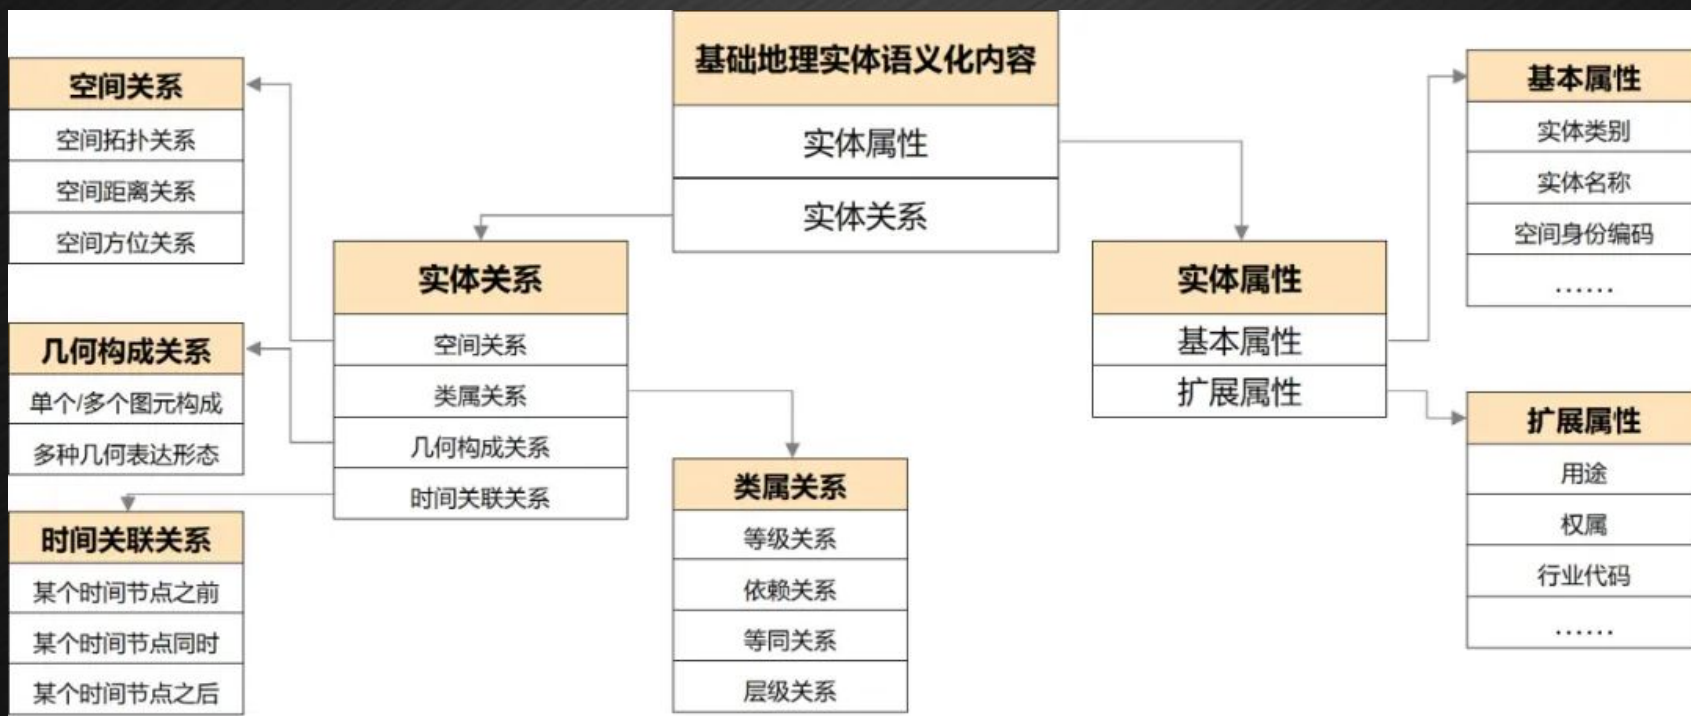 基础地理实体语义化内容
实体属性
实体关系
空间关系
空间拓扑关系
空间距离关系
空间方位关系
几何构成关系
单个/多个图元构成
多种几何表达形态
时间关联关系
某个时间节点之前
某个时间节点同时
某个时间节点之后
实体关系
空间关系
类属关系
几何构成关系
时间关联关系
类属关系
等级关系
依赖关系
等同关系
层级关系
实体属性
基本属性
扩展属性
基本属性
实体类别
实体名称
空间身份编码
……
扩展属性
用途
权属
行业代码
……